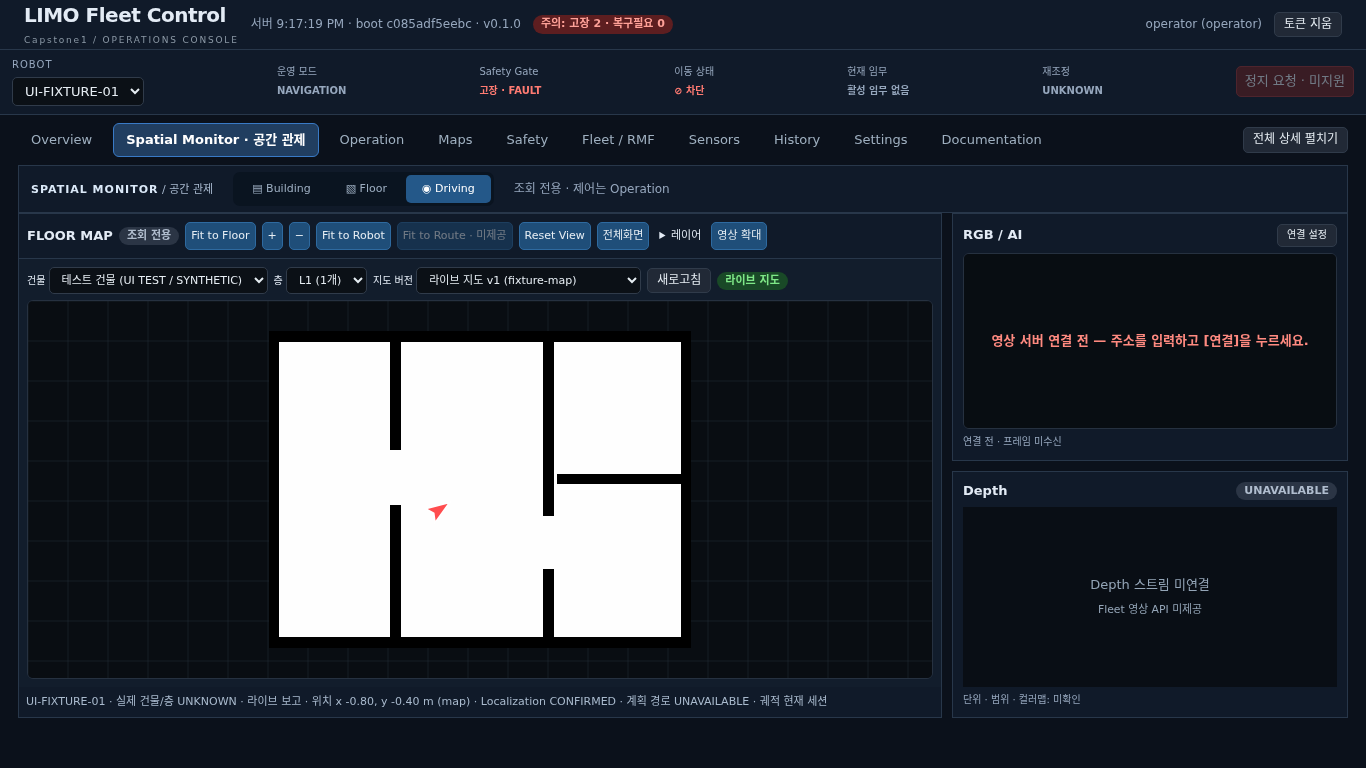 LIMO Fleet Control
Capstone1 / OPERATIONS CONSOLE
서버 9:17:19 PM · boot c085adf5eebc · v0.1.0
주의: 고장 2 · 복구필요 0
operator (operator)
토큰 지움
ROBOT
UI-FIXTURE-01
운영 모드
NAVIGATION
Safety Gate
고장 · FAULT
이동 상태
⊘ 차단
현재 임무
활성 임무 없음
재조정
UNKNOWN
정지 요청 · 미지원
Overview
Spatial Monitor · 공간 관제
Operation
Maps
Safety
Fleet / RMF
Sensors
History
Settings
Documentation
전체 상세 펼치기
SPATIAL MONITOR / 공간 관제
▤ Building
▧ Floor
◉ Driving
조회 전용 · 제어는 Operation
FLOOR MAP
조회 전용
Fit to Floor
+
−
Fit to Robot
Fit to Route · 미제공
Reset View
전체화면
▶ 레이어
영상 확대
건물
테스트 건물 (UI TEST / SYNTHETIC)
층
L1 (1개)
지도 버전
라이브 지도 v1 (fixture-map)
새로고침
라이브 지도
UI-FIXTURE-01 · 실제 건물/층 UNKNOWN · 라이브 보고 · 위치 x -0.80, y -0.40 m (map) · Localization CONFIRMED · 계획 경로 UNAVAILABLE · 궤적 현재 세션
RGB / AI
연결 설정
영상 서버 연결 전 — 주소를 입력하고 [연결]을 누르세요.
연결 전 · 프레임 미수신
Depth
UNAVAILABLE
Depth 스트림 미연결
Fleet 영상 API 미제공
단위 · 범위 · 컬러맵: 미확인